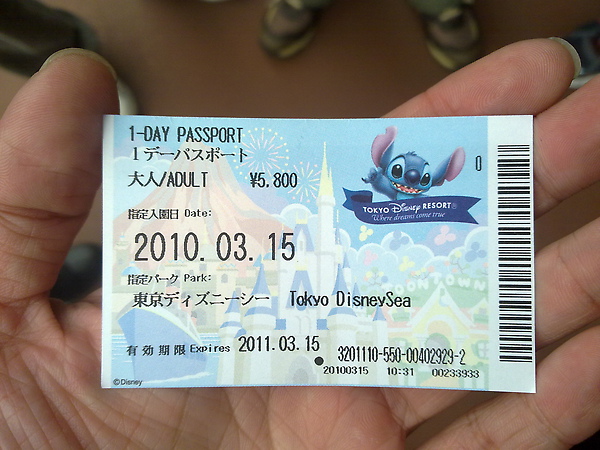 1-DAY PASSPORT
1デーパスポート
大人/ADULT ¥5,800
0
TOKYO Disney RESORT®
Where dreams come true
指定入園日 Date:
2010.03.15
指定パーク Park:
東京ディズニーシー Tokyo DisneySea
TOONTOWN
有効期限 Expires 2011.03.15
3201110-550-00402929-2
20100315 10:31 00233933
©Disney